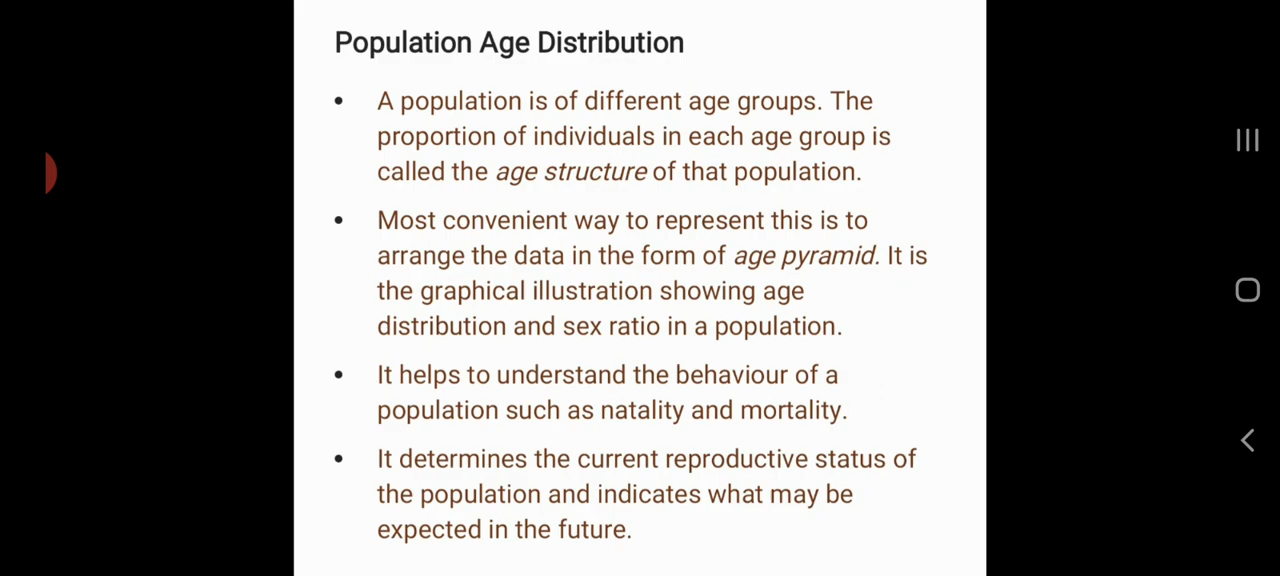 Population Age Distribution
• A population is of different age groups. The
proportion of individuals in each age group is
called the age structure of that population.
• Most convenient way to represent this is to
arrange the data in the form of age pyramid. It is
the graphical illustration showing age
distribution and sex ratio in a population.
• It helps to understand the behaviour of a
population such as natality and mortality.
• It determines the current reproductive status of
the population and indicates what may be
expected in the future.